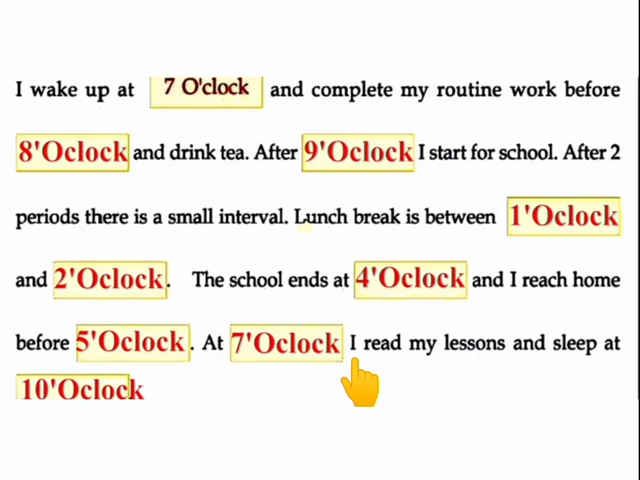 I wake up at 7 O'clock and complete my routine work before
8'Oclock and drink tea. After 9'Oclock I start for school. After 2
periods there is a small interval. Lunch break is between 1'Oclock
and 2'Oclock. The school ends at 4'Oclock and I reach home
before 5'Oclock. At 7'Oclock I read my lessons and sleep at
10'Oclock